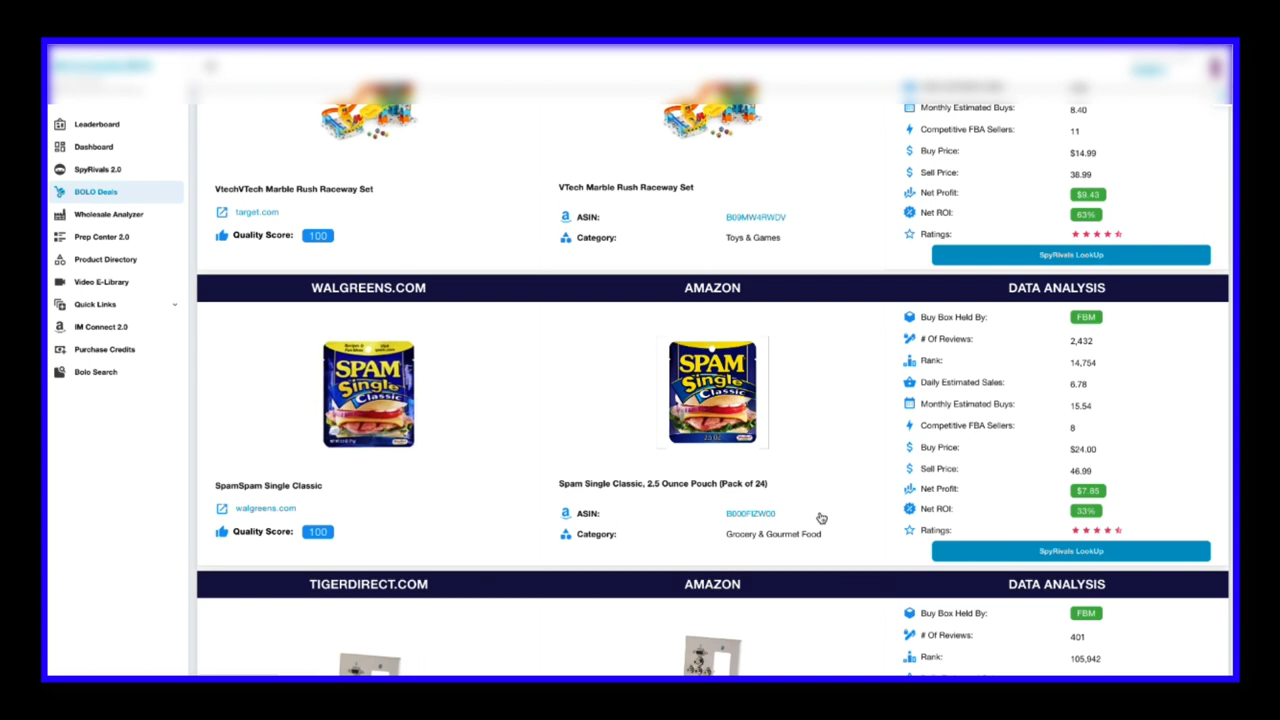 Leaderboard
Dashboard
SpyRivals 2.0
BOLO Deals
Wholesale Analyzer
Prep Center 2.0
Product Directory
Video E-Library
Quick Links
IM Connect 2.0
Purchase Credits
Bolo Search
VtechVTech Marble Rush Raceway Set
target.com
Quality Score: 100
VTech Marble Rush Raceway Set
ASIN: B09MW4RWDV
Category: Toys & Games
Monthly Estimated Buys: 8.40
Competitive FBA Sellers: 11
Buy Price: $14.99
Sell Price: 38.99
Net Profit: $9.43
Net ROI: 63%
Ratings:
SpyRivals LookUp
WALGREENS.COM AMAZON DATA ANALYSIS
SPAM
Single
Classic
SpamSpam Single Classic
walgreens.com
Quality Score: 100
SPAM
Single
Classic
Spam Single Classic, 2.5 Ounce Pouch (Pack of 24)
ASIN: B000FIZW00
Category: Grocery & Gourmet Food
Buy Box Held By: FBM
# Of Reviews: 2,432
Rank: 14,754
Daily Estimated Sales: 6.78
Monthly Estimated Buys: 15.54
Competitive FBA Sellers: 8
Buy Price: $24.00
Sell Price: 46.99
Net Profit: $7.85
Net ROI: 33%
Ratings:
SpyRivals LookUp
TIGERDIRECT.COM AMAZON DATA ANALYSIS
Buy Box Held By: FBM
# Of Reviews: 401
Rank: 105,942